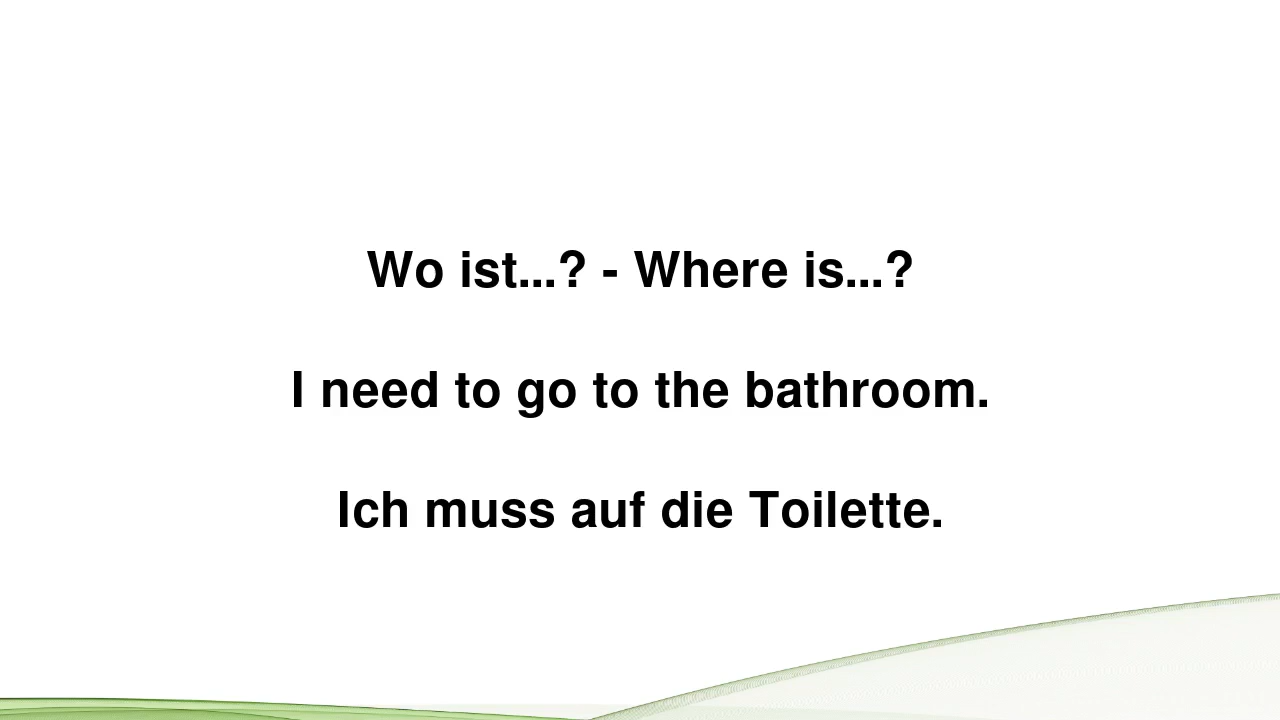 Wo ist...? - Where is...?
I need to go to the bathroom.
Ich muss auf die Toilette.